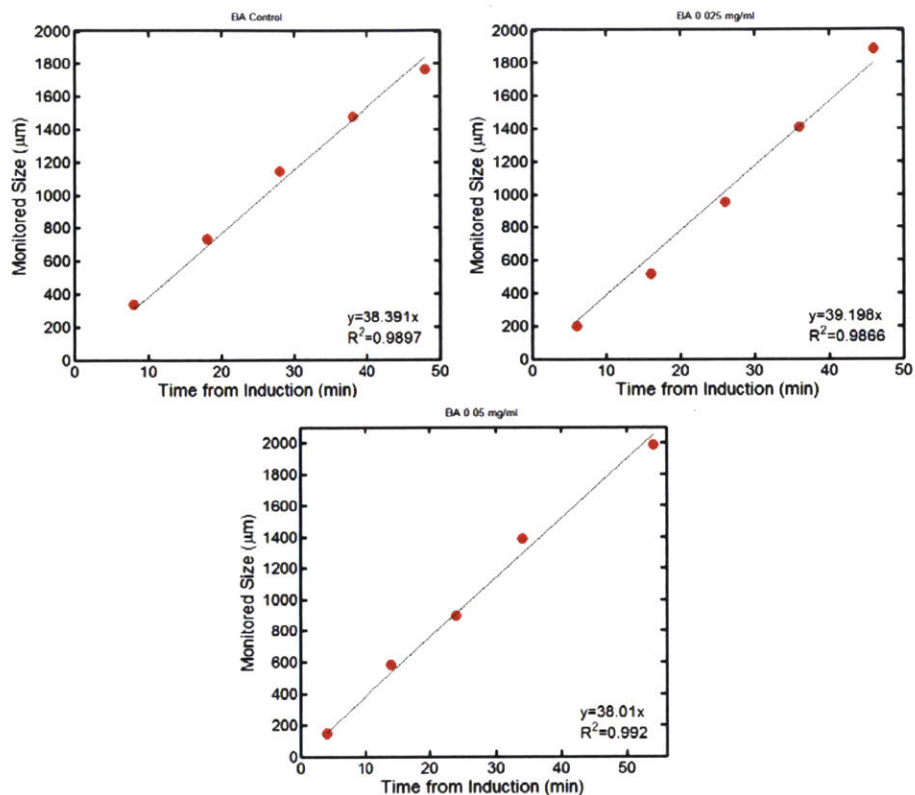 BA Control
2000
1800
1600
1400
1200
1000
800
600
400
200
0
Monitored Size (μm)
y=38.391x
R²=0.9897
0 10 20 30 40 50
Time from Induction (min)
BA 0 025 mg/ml
2000
1800
1600
1400
1200
1000
800
600
400
200
0
Monitored Size (μm)
y=39.198x
R²=0.9866
0 10 20 30 40 50
Time from Induction (min)
BA 0 05 mg/ml
2000
1800
1600
1400
1200
1000
800
600
400
200
0
Monitored Size (μm)
y=38.01x
R²=0.992
0 10 20 30 40 50
Time from Induction (min)